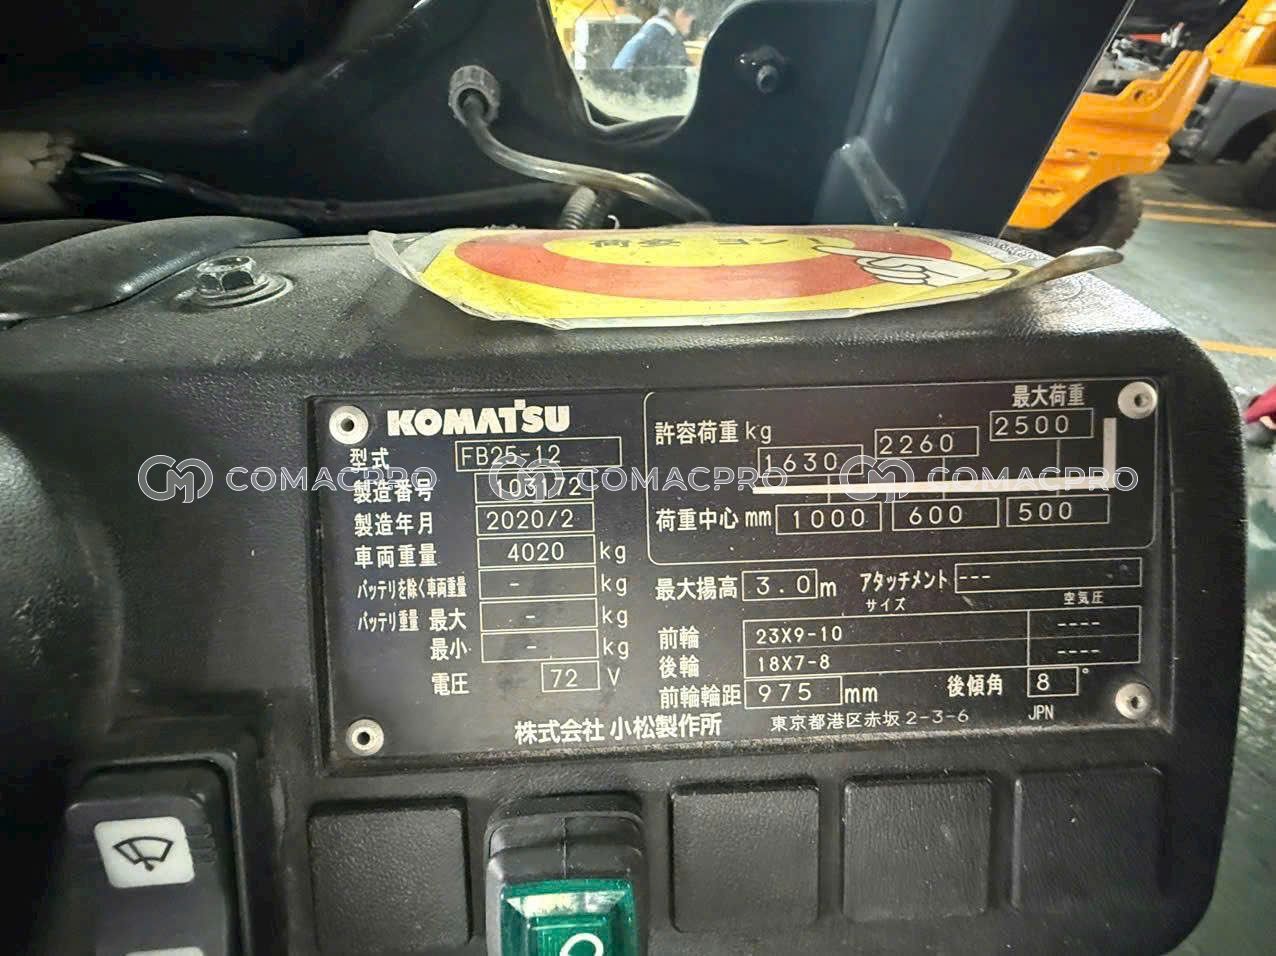 荷姿 ヨシ
KOMATSU
型式 FB25-12
製造番号 103172
製造年月 2020/2
車両重量 4020 kg
バッテリを除く車両重量 - kg
バッテリ重量 最大 - kg
最小 - kg
電圧 72 V
最大荷重
許容荷重 kg 1630 2260 2500
荷重中心 mm 1000 600 500
最大揚高 3.0 m アタッチメント ---
サイズ 空気圧
前輪 23X9-10 ----
後輪 18X7-8 ----
前輪輪距 975 mm 後傾角 8 °
株式会社 小松製作所 東京都港区赤坂 2-3-6 JPN
COMACPRO COMACPRO COMACPRO